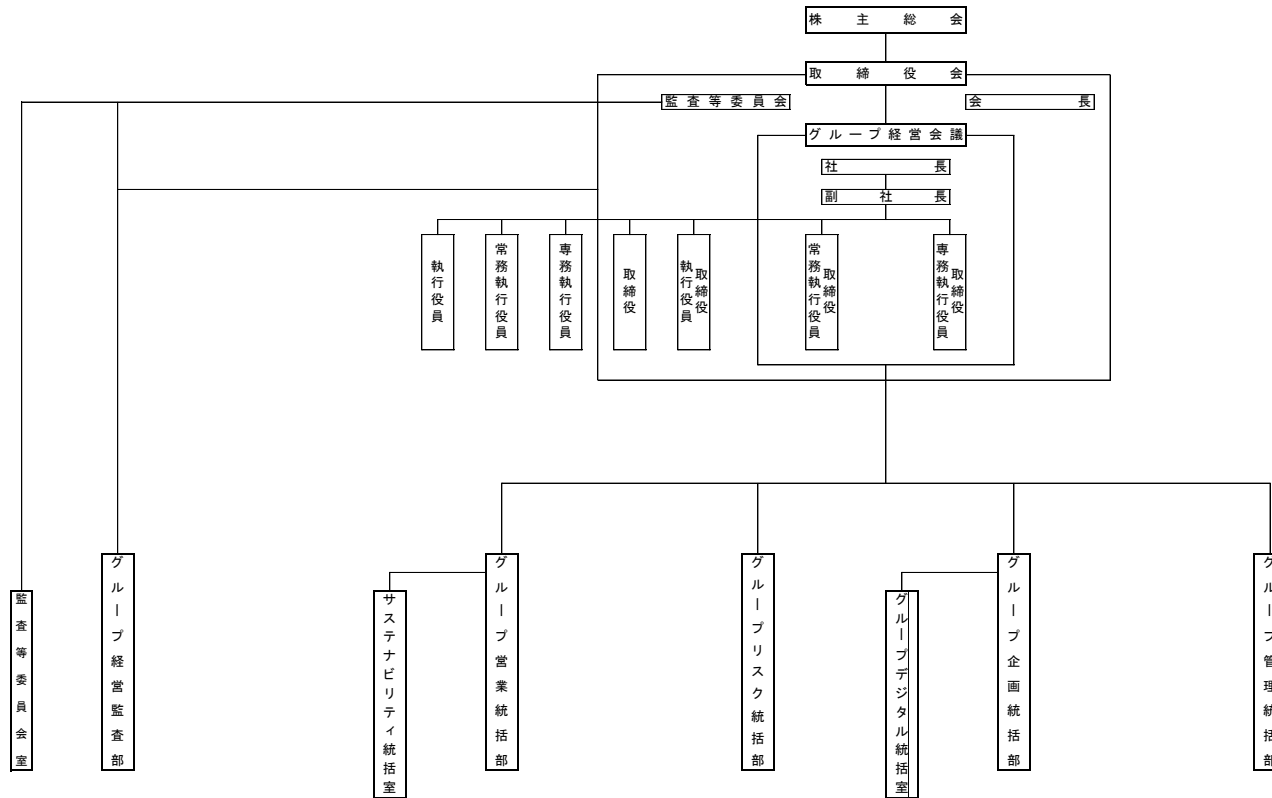 株主総会
取締役会
監査等委員会
会長
グループ経営会議
社長
副社長
執行役員
常務執行役員
専務執行役員
取締役
取締役
執行役員
取締役
常務執行役員
取締役
専務執行役員
監査等委員会室
グループ経営監査部
サステナビリティ統括室
グループ営業統括部
グループリスク統括部
グループデジタル統括室
グループ企画統括部
グループ管理統括部